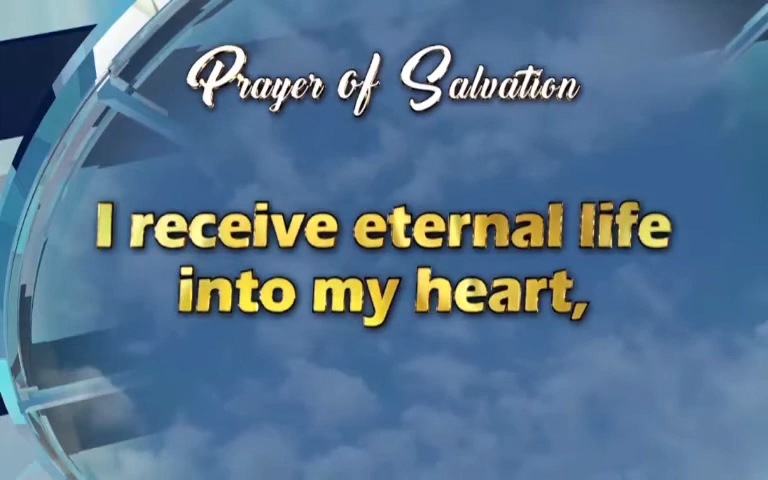 Prayer of Salvation
I receive eternal life
into my heart,